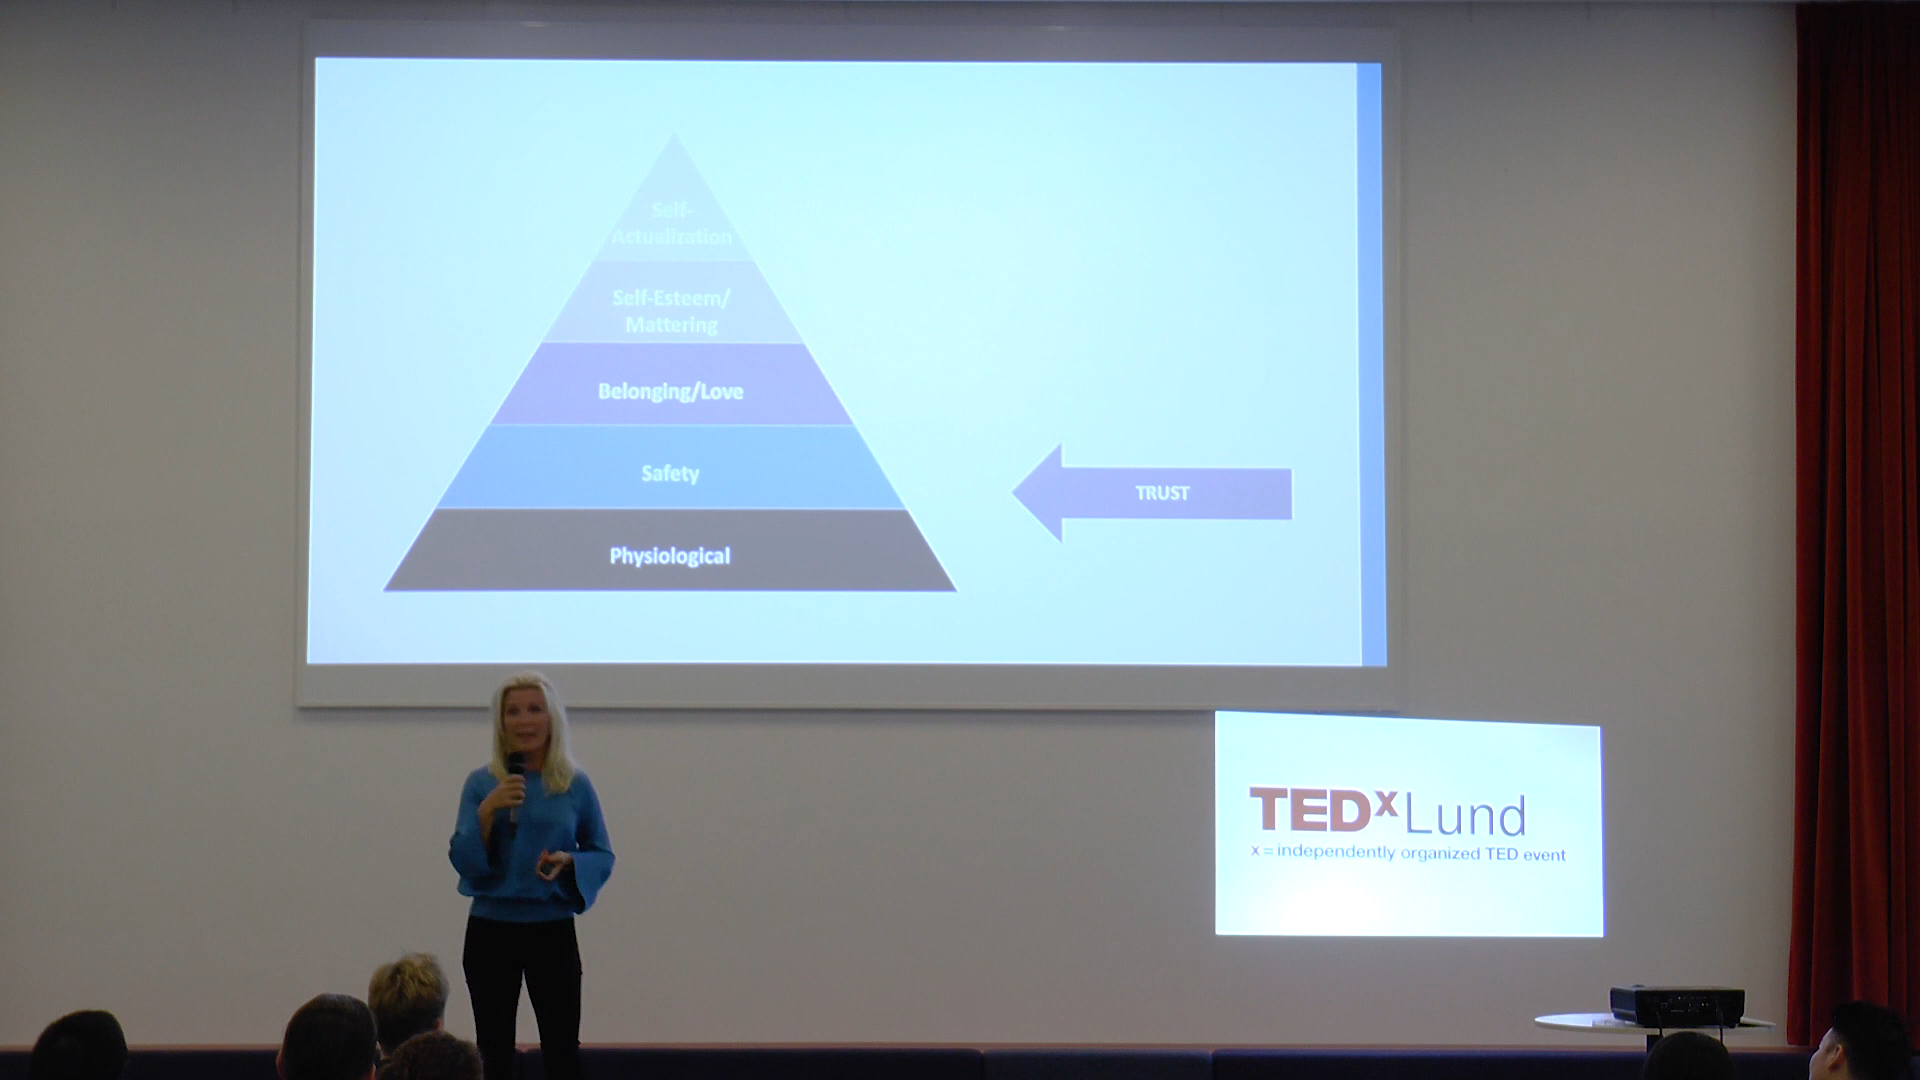 Self-
Actualization
Self-Esteem/
Mattering
Belonging/Love
Safety
TRUST
Physiological
TEDxLund
x = independently organized TED event